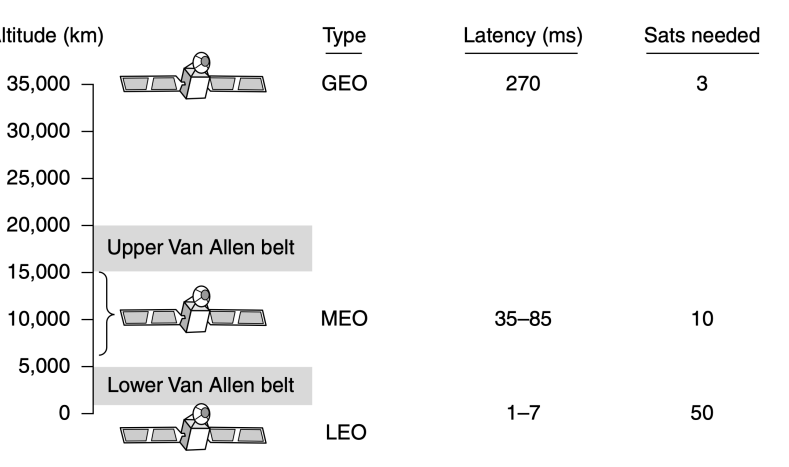 Altitude (km) Type Latency (ms) Sats needed
35,000 GEO 270 3
30,000
25,000
20,000
Upper Van Allen belt
15,000
10,000 MEO 35–85 10
5,000
Lower Van Allen belt
0 1–7 50
LEO